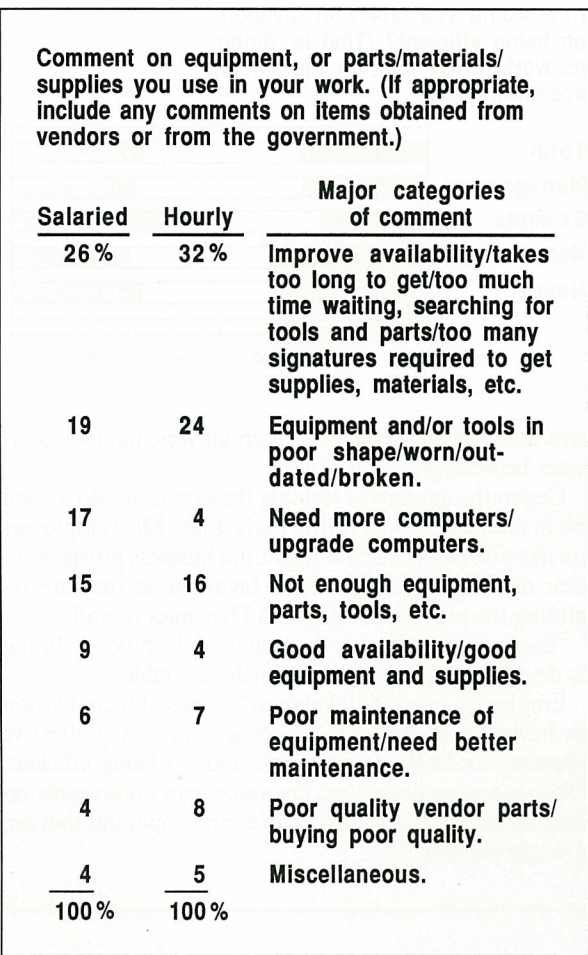 Comment on equipment, or parts/materials/
supplies you use in your work. (If appropriate,
include any comments on items obtained from
vendors or from the government.)
Major categories
Salaried Hourly of comment
26% 32% Improve availability/takes
too long to get/too much
time waiting, searching for
tools and parts/too many
signatures required to get
supplies, materials, etc.
19 24 Equipment and/or tools in
poor shape/worn/out-
dated/broken.
17 4 Need more computers/
upgrade computers.
15 16 Not enough equipment,
parts, tools, etc.
9 4 Good availability/good
equipment and supplies.
6 7 Poor maintenance of
equipment/need better
maintenance.
4 8 Poor quality vendor parts/
buying poor quality.
4 5 Miscellaneous.
100% 100%